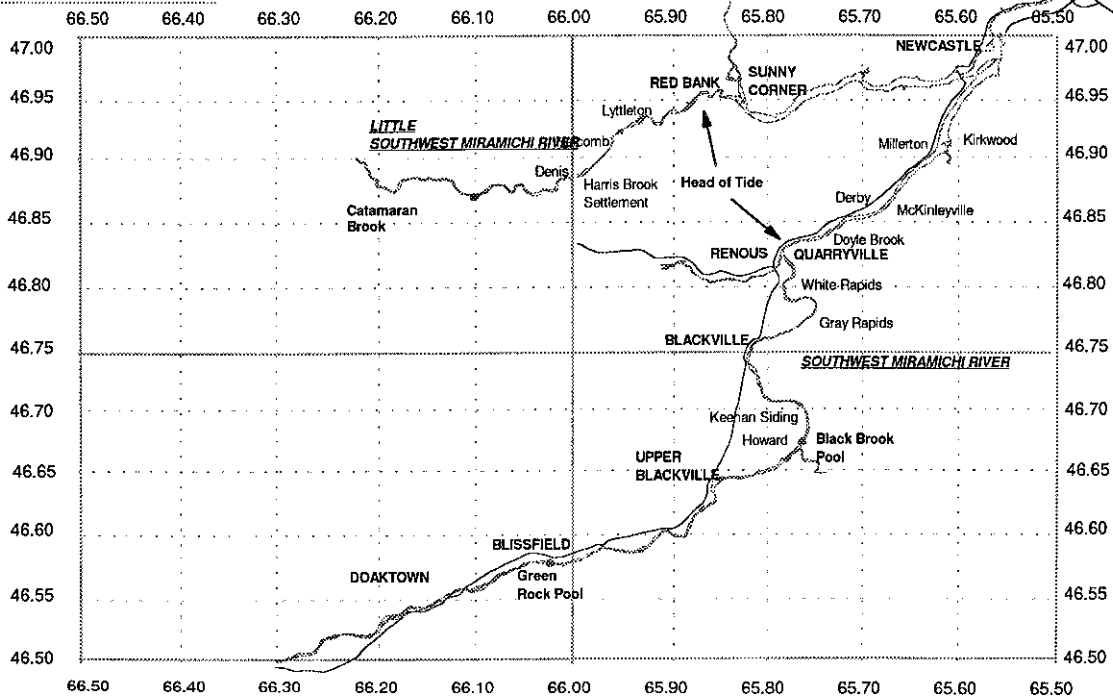 66.50 66.40 66.30 66.20 66.10 66.00 65.90 65.80 65.70 65.60 65.50
47.00 47.00
NEWCASTLE
RED BANK
SUNNY
CORNER
46.95 46.95
Lyttleton
LITTLE
SOUTHWEST MIRAMICHI RIVER
Millerton
Kirkwood
46.90 46.90
Denis
Harris Brook
Settlement
Head of Tide
Derby
McKinleyville
Catamaran
Brook
46.85 46.85
Doyle Brook
RENOUS
QUARRYVILLE
46.80 46.80
White Rapids
Gray Rapids
BLACKVILLE
46.75 46.75
SOUTHWEST MIRAMICHI RIVER
46.70 46.70
Keenan Siding
Howard
Black Brook
Pool
UPPER
BLACKVILLE
46.65 46.65
46.60 46.60
BLISSFIELD
DOAKTOWN
Green
Rock Pool
46.55 46.55
46.50 46.50
66.50 66.40 66.30 66.20 66.10 66.00 65.90 65.80 65.70 65.60 65.50